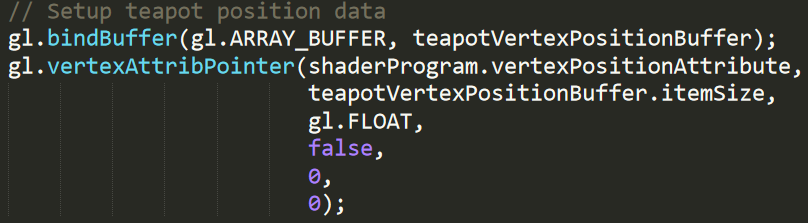 // Setup teapot position data
gl.bindBuffer(gl.ARRAY_BUFFER, teapotVertexPositionBuffer);
gl.vertexAttribPointer(shaderProgram.vertexPositionAttribute,
teapotVertexPositionBuffer.itemSize,
gl.FLOAT,
false,
0,
0);